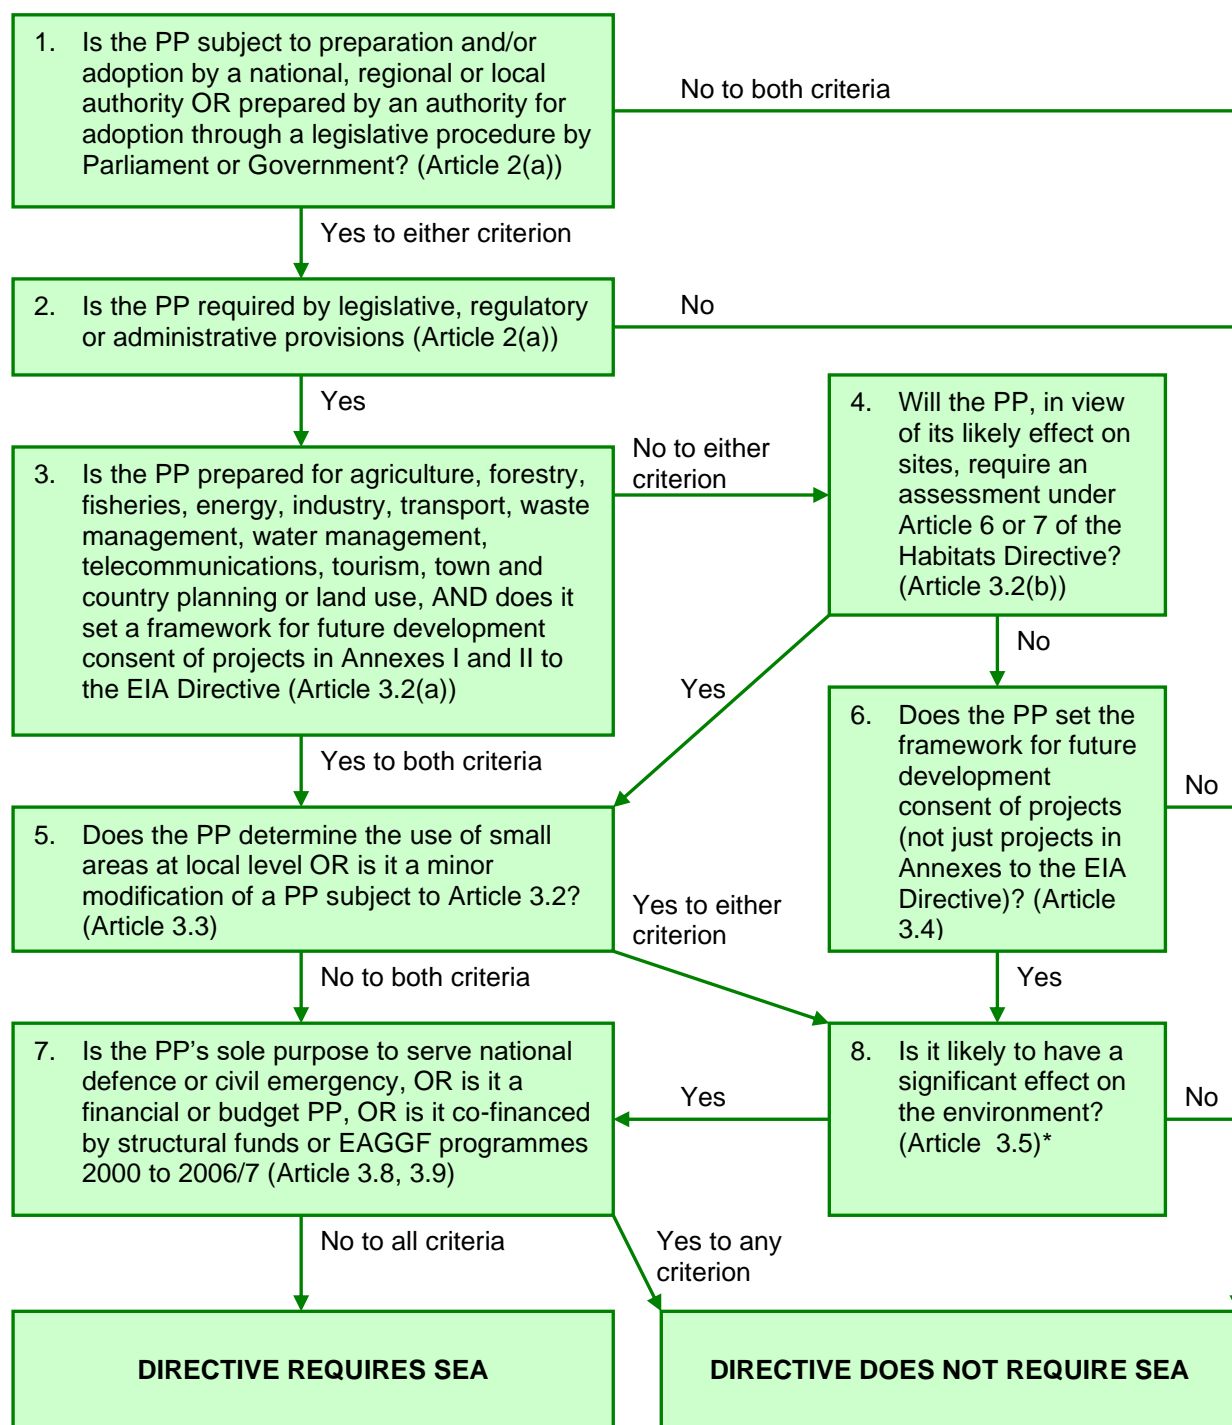 1. Is the PP subject to preparation and/or
adoption by a national, regional or local
authority OR prepared by an authority for
adoption through a legislative procedure by
Parliament or Government? (Article 2(a))
No to both criteria
Yes to either criterion
2. Is the PP required by legislative, regulatory
or administrative provisions (Article 2(a))
No
Yes
3. Is the PP prepared for agriculture, forestry,
fisheries, energy, industry, transport, waste
management, water management,
telecommunications, tourism, town and
country planning or land use, AND does it
set a framework for future development
consent of projects in Annexes I and II to
the EIA Directive (Article 3.2(a))
No to either
criterion
4. Will the PP, in view
of its likely effect on
sites, require an
assessment under
Article 6 or 7 of the
Habitats Directive?
(Article 3.2(b))
Yes to both criteria
Yes
No
5. Does the PP determine the use of small
areas at local level OR is it a minor
modification of a PP subject to Article 3.2?
(Article 3.3)
6. Does the PP set the
framework for future
development
consent of projects
(not just projects in
Annexes to the EIA
Directive)? (Article
3.4)
No
Yes to either
criterion
No to both criteria
Yes
7. Is the PP’s sole purpose to serve national
defence or civil emergency, OR is it a
financial or budget PP, OR is it co-financed
by structural funds or EAGGF programmes
2000 to 2006/7 (Article 3.8, 3.9)
Yes
8. Is it likely to have a
significant effect on
the environment?
(Article 3.5)*
No
No to all criteria
Yes to any
criterion
DIRECTIVE REQUIRES SEA
DIRECTIVE DOES NOT REQUIRE SEA